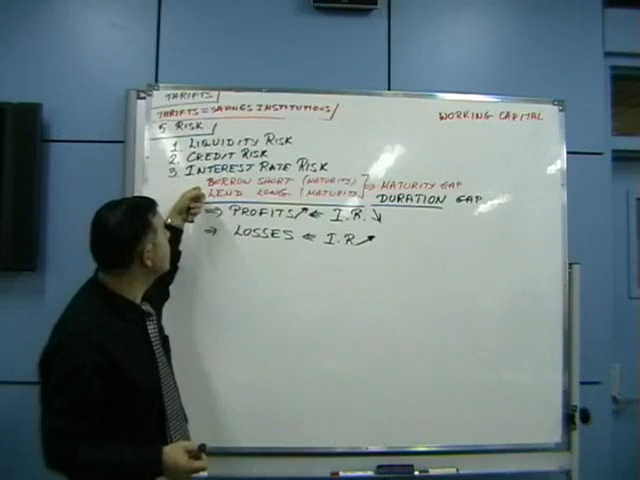 THRIFTS
THRIFTS = SAVINGS INSTITUTIONS
WORKING CAPITAL
5. RISK
1. LIQUIDITY RISK
2. CREDIT RISK
3. INTEREST RATE RISK
BORROW SHORT (MATURITY)
LEND LONG (MATURITY) ⇒ MATURITY GAP
DURATION GAP
⇒ PROFITS ↗ ⇐ I.R. ↘
⇒ LOSSES ⇐ I.R. ↗